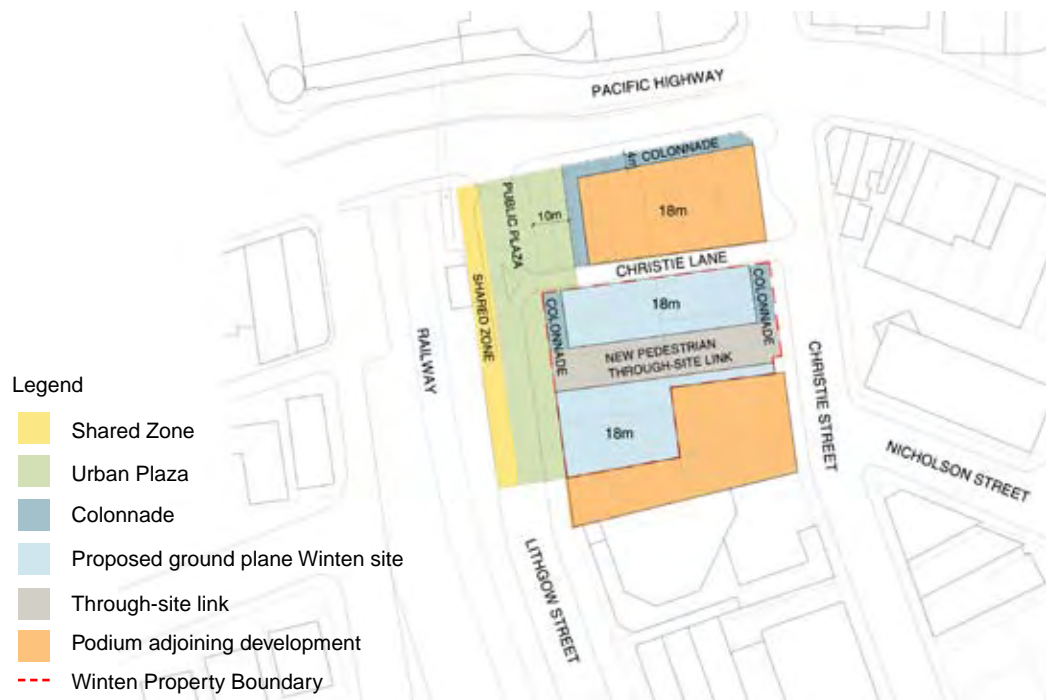 PACIFIC HIGHWAY
4m
COLONNADE
PUBLIC PLAZA
10m
18m
CHRISTIE LANE
SHARED ZONE
COLONNADE
18m
COLONNADE
RAILWAY
NEW PEDESTRIAN
THROUGH-SITE LINK
CHRISTIE STREET
18m
NICHOLSON STREET
LITHGOW STREET
Legend
Shared Zone
Urban Plaza
Colonnade
Proposed ground plane Winten site
Through-site link
Podium adjoining development
Winten Property Boundary